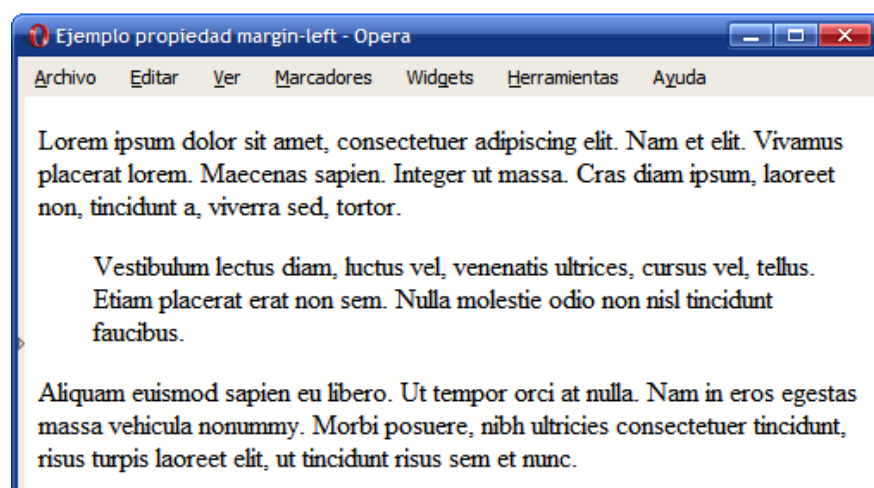 Ejemplo propiedad margin-left - Opera
Archivo Editar Ver Marcadores Widgets Herramientas Ayuda
Lorem ipsum dolor sit amet, consectetuer adipiscing elit. Nam et elit. Vivamus
placerat lorem. Maecenas sapien. Integer ut massa. Cras diam ipsum, laoreet
non, tincidunt a, viverra sed, tortor.
Vestibulum lectus diam, luctus vel, venenatis ultrices, cursus vel, tellus.
Etiam placerat erat non sem. Nulla molestie odio non nisl tincidunt
faucibus.
Aliquam euismod sapien eu libero. Ut tempor orci at nulla. Nam in eros egestas
massa vehicula nonummy. Morbi posuere, nibh ultricies consectetuer tincidunt,
risus turpis laoreet elit, ut tincidunt risus sem et nunc.